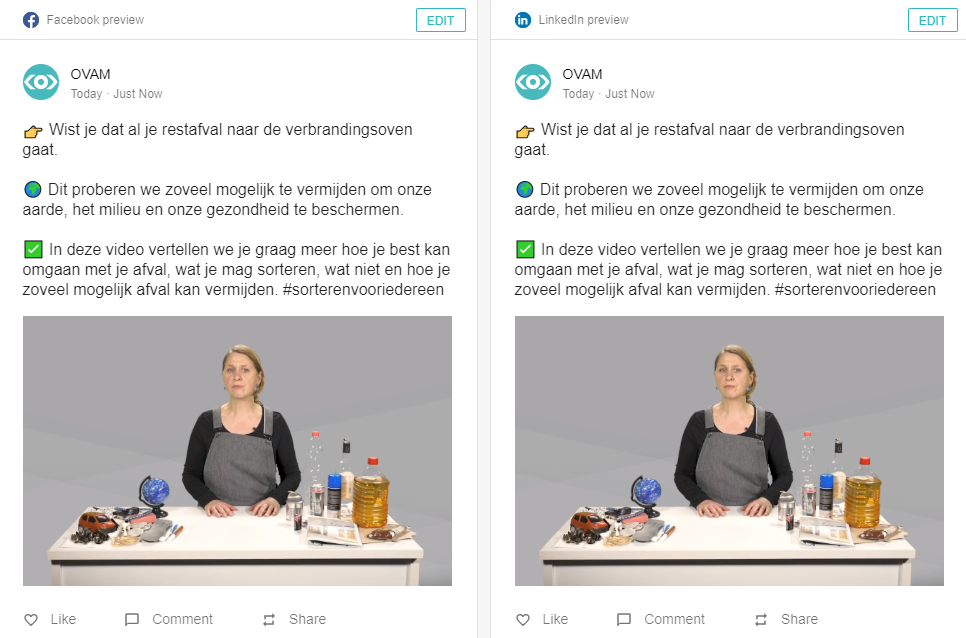 Facebook preview
EDIT
OVAM
Today · Just Now
👉 Wist je dat al je restafval naar de verbrandingsoven
gaat.
🌍 Dit proberen we zoveel mogelijk te vermijden om onze
aarde, het milieu en onze gezondheid te beschermen.
✅ In deze video vertellen we je graag meer hoe je best kan
omgaan met je afval, wat je mag sorteren, wat niet en hoe je
zoveel mogelijk afval kan vermijden. #sorterenvooriedereen
Like
Comment
Share
LinkedIn preview
EDIT
OVAM
Today · Just Now
👉 Wist je dat al je restafval naar de verbrandingsoven
gaat.
🌍 Dit proberen we zoveel mogelijk te vermijden om onze
aarde, het milieu en onze gezondheid te beschermen.
✅ In deze video vertellen we je graag meer hoe je best kan
omgaan met je afval, wat je mag sorteren, wat niet en hoe je
zoveel mogelijk afval kan vermijden. #sorterenvooriedereen
Like
Comment
Share